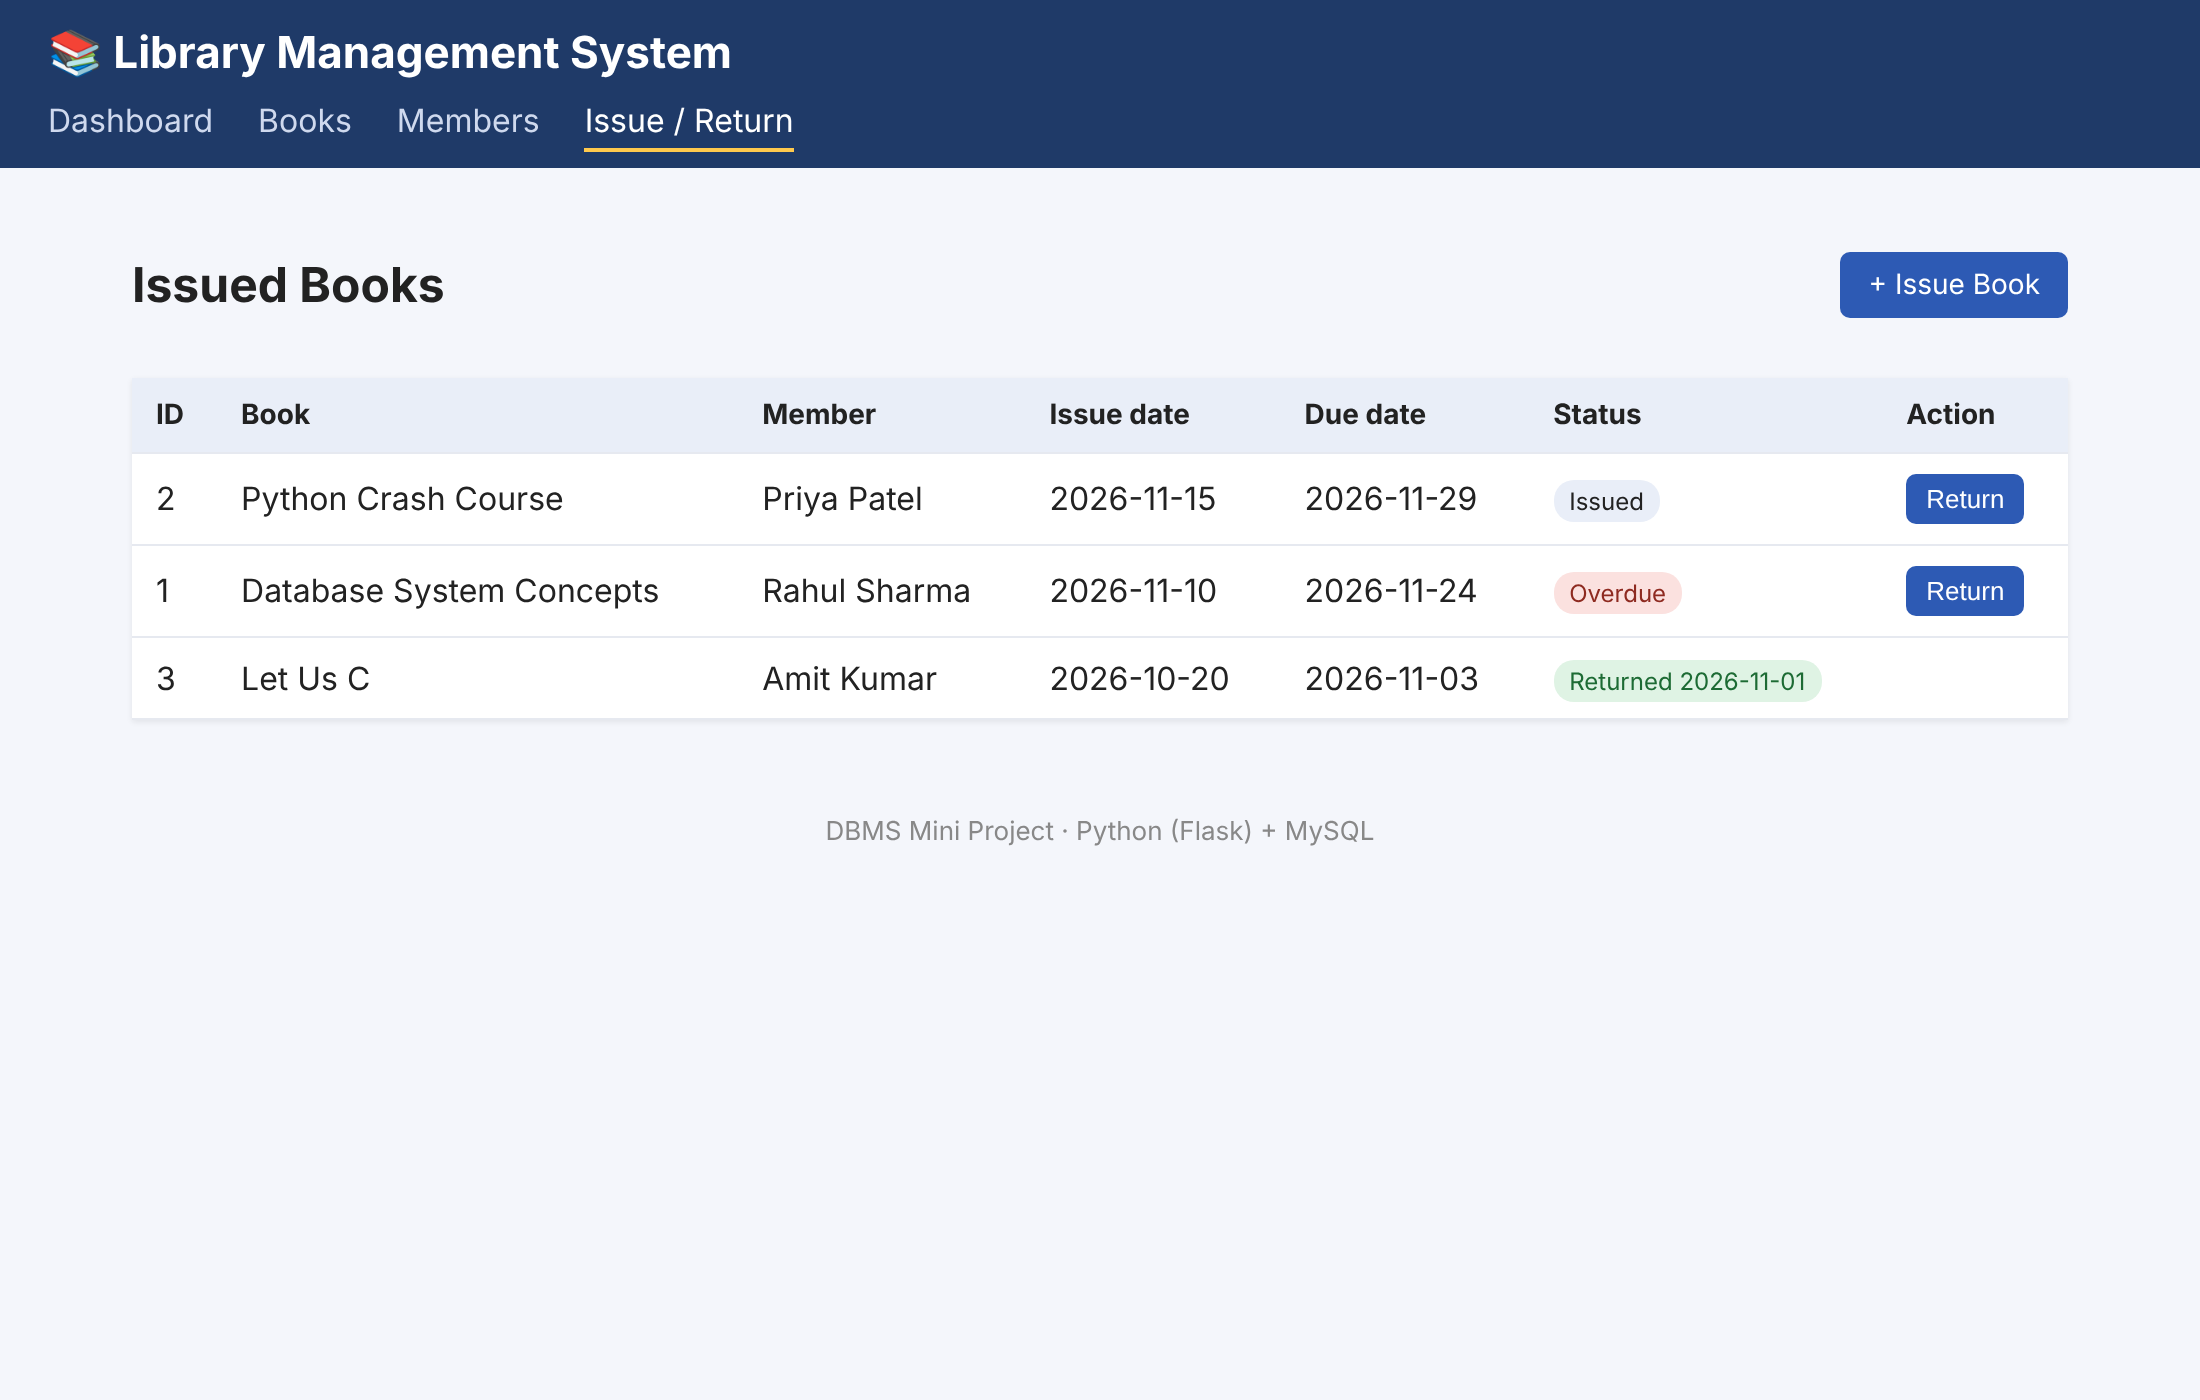 📚 Library Management System
Dashboard Books Members Issue / Return
Issued Books + Issue Book
ID Book Member Issue date Due date Status Action
2 Python Crash Course Priya Patel 2026-11-15 2026-11-29 Issued Return
1 Database System Concepts Rahul Sharma 2026-11-10 2026-11-24 Overdue Return
3 Let Us C Amit Kumar 2026-10-20 2026-11-03 Returned 2026-11-01
DBMS Mini Project · Python (Flask) + MySQL